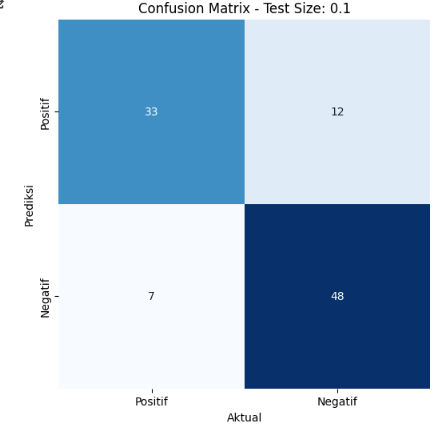 Confusion Matrix - Test Size: 0.1
Prediksi
Positif
33
12
Negatif
7
48
Positif
Negatif
Aktual